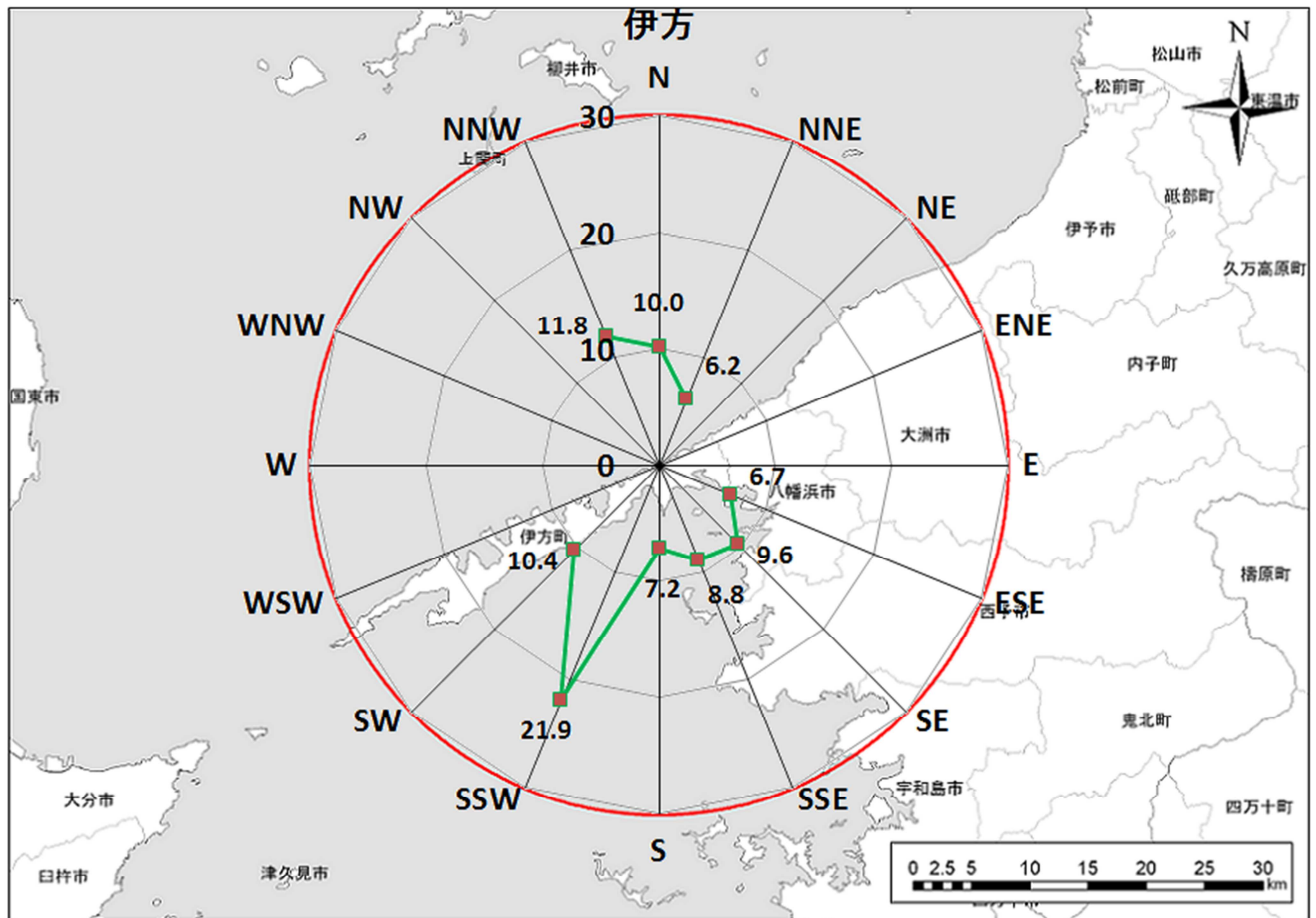 伊方
N
松山市
柳井市
松前町
N
東温市
30
NNW
NNE
上関町
砥部町
NW
NE
伊予市
20
久万高原町
10.0
WNW
11.8
ENE
10
6.2
内子町
国東市
大洲市
W
0
E
6.7
八幡浜市
伊方町
10.4
9.6
7.2
8.8
梼原町
WSW
ESE
西予市
21.9
SW
SE
鬼北町
大分市
SSW
SSE
宇和島市
四万十町
S
臼杵市
津久見市
0 2.5 5 10 15 20 25 30
km